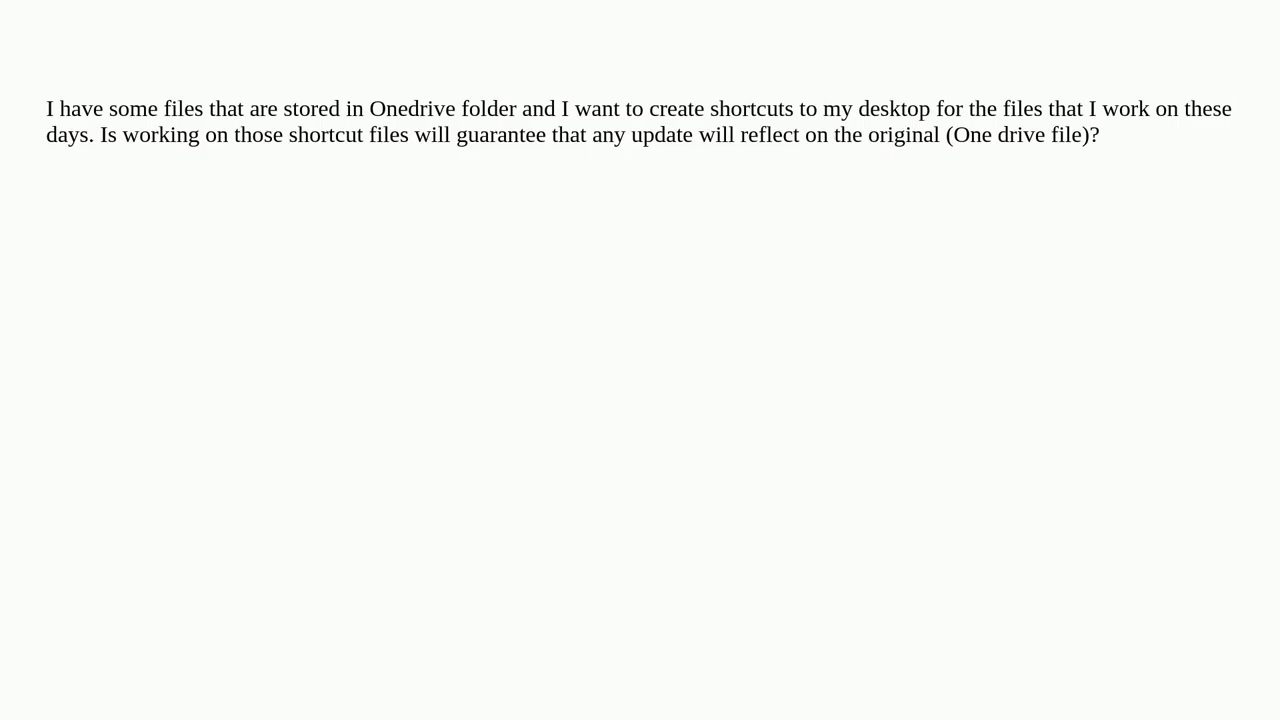 I have some files that are stored in Onedrive folder and I want to create shortcuts to my desktop for the files that I work on these
days. Is working on those shortcut files will guarantee that any update will reflect on the original (One drive file)?